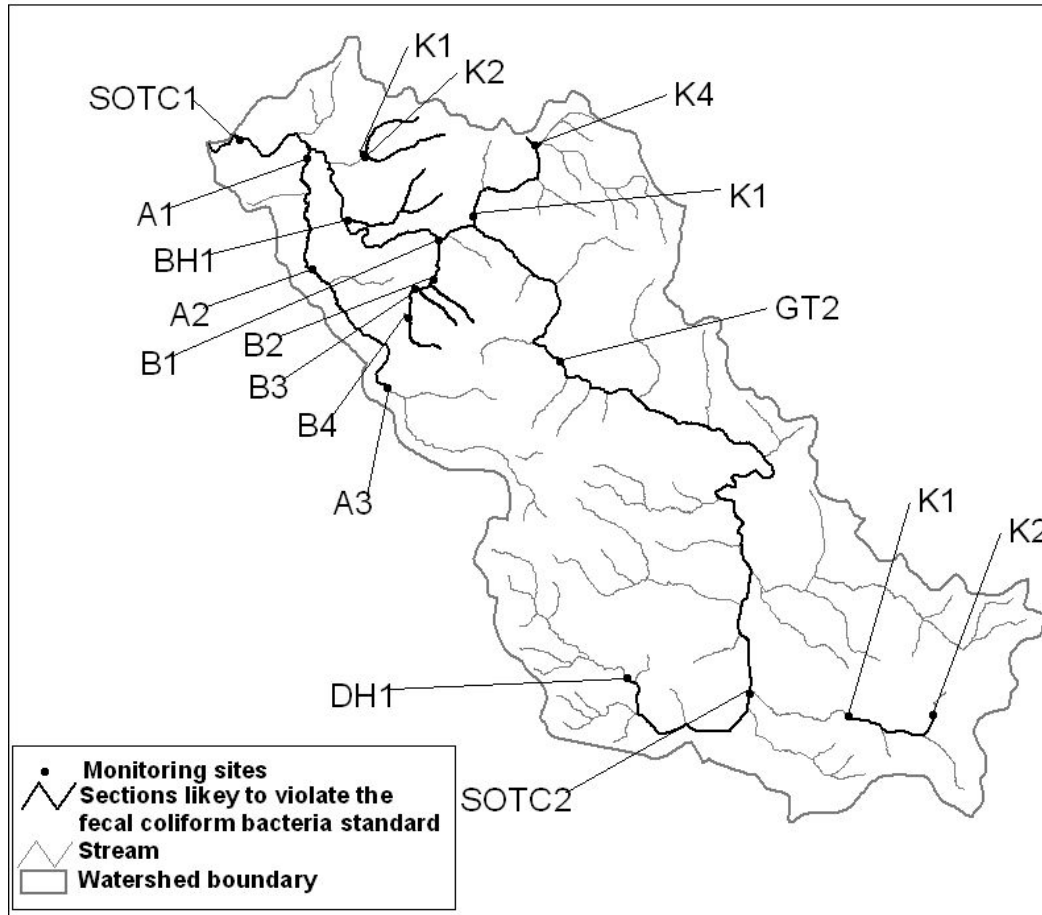 K1
K2
SOTC1
K4
A1
K1
BH1
A2
GT2
B1
B2
B3
B4
A3
K1
K2
DH1
SOTC2
Monitoring sites
Sections likey to violate the
fecal coliform bacteria standard
Stream
Watershed boundary